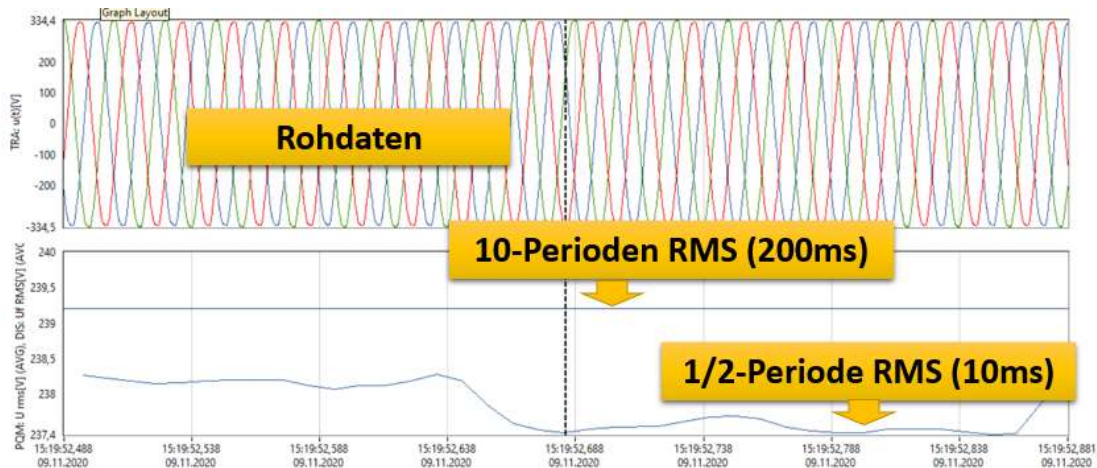 |Graph Layout|
334,4
200
100
0
-100
-200
-334,5
TRA: u(t)[V]
Rohdaten
10-Perioden RMS (200ms)
240
239,5
239
238,5
238
237,4
PQM: U rms[V] (AVG), DIS: Uf RMS[V] (AVC
1/2-Periode RMS (10ms)
15:19:52,488 15:19:52,538 15:19:52,588 15:19:52,638 15:19:52,688 15:19:52,738 15:19:52,788 15:19:52,838 15:19:52,881
09.11.2020 09.11.2020 09.11.2020 09.11.2020 09.11.2020 09.11.2020 09.11.2020 09.11.2020 09.11.2020